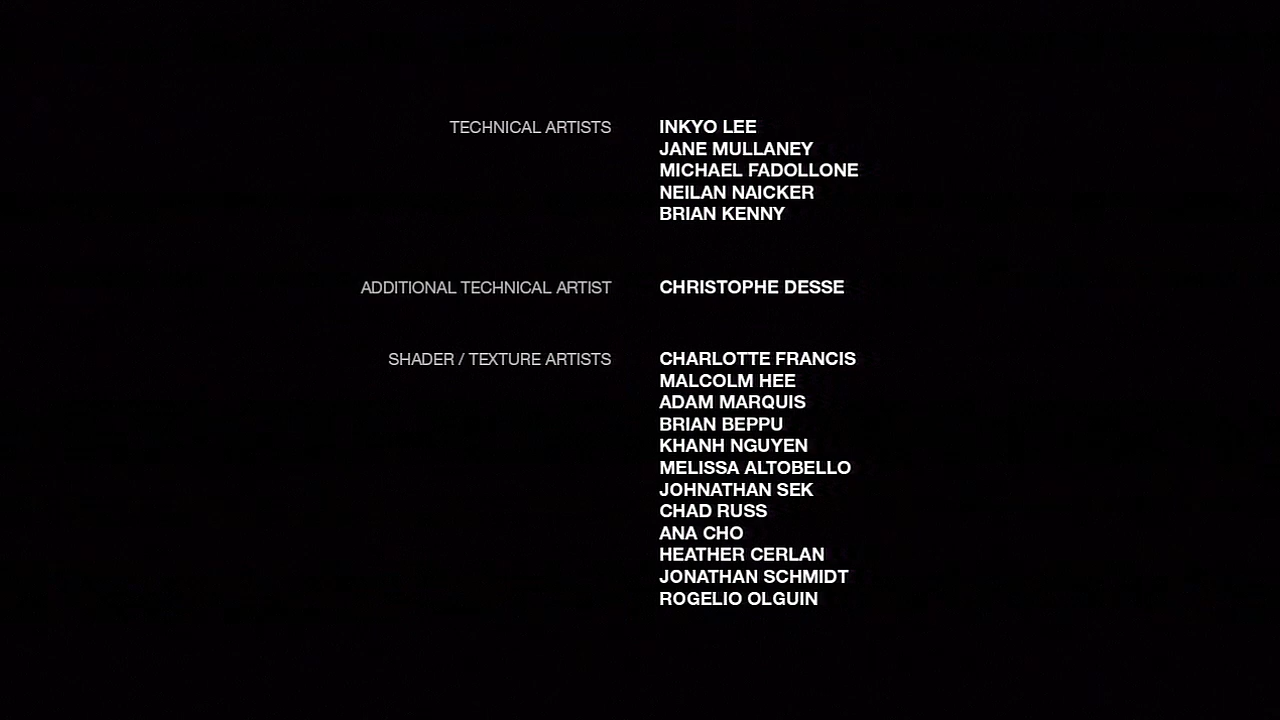 TECHNICAL ARTISTS INKYO LEE
JANE MULLANEY
MICHAEL FADOLLONE
NEILAN NAICKER
BRIAN KENNY
ADDITIONAL TECHNICAL ARTIST CHRISTOPHE DESSE
SHADER / TEXTURE ARTISTS CHARLOTTE FRANCIS
MALCOLM HEE
ADAM MARQUIS
BRIAN BEPPU
KHANH NGUYEN
MELISSA ALTOBELLO
JOHNATHAN SEK
CHAD RUSS
ANA CHO
HEATHER CERLAN
JONATHAN SCHMIDT
ROGELIO OLGUIN